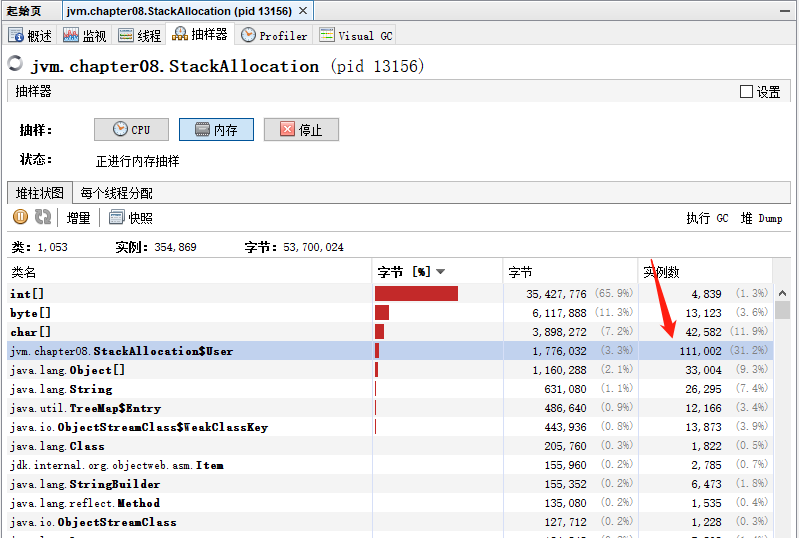 起始页 jvm.chapter08.StackAllocation (pid 13156) ×
概述 监视 线程 抽样器 Profiler Visual GC
jvm.chapter08.StackAllocation (pid 13156)
抽样器 设置
抽样: CPU 内存 停止
状态: 正进行内存抽样
堆柱状图 每个线程分配
增量 快照 执行 GC 堆 Dump
类: 1,053 实例: 354,869 字节: 53,700,024
类名 字节 [%] 字节 实例数
int[] 35,427,776 (65.9%) 4,839 (1.3%)
byte[] 6,117,888 (11.3%) 13,123 (3.6%)
char[] 3,898,272 (7.2%) 42,582 (11.9%)
jvm.chapter08.StackAllocation$User 1,776,032 (3.3%) 111,002 (31.2%)
java.lang.Object[] 1,160,288 (2.1%) 33,004 (9.3%)
java.lang.String 631,080 (1.1%) 26,295 (7.4%)
java.util.TreeMap$Entry 486,640 (0.9%) 12,166 (3.4%)
java.io.ObjectStreamClass$WeakClassKey 443,936 (0.8%) 13,873 (3.9%)
java.lang.Class 205,760 (0.3%) 1,822 (0.5%)
jdk.internal.org.objectweb.asm.Item 155,960 (0.2%) 2,785 (0.7%)
java.lang.StringBuilder 155,352 (0.2%) 6,473 (1.8%)
java.lang.reflect.Method 135,080 (0.2%) 1,535 (0.4%)
java.io.ObjectStreamClass 127,712 (0.2%) 1,228 (0.3%)